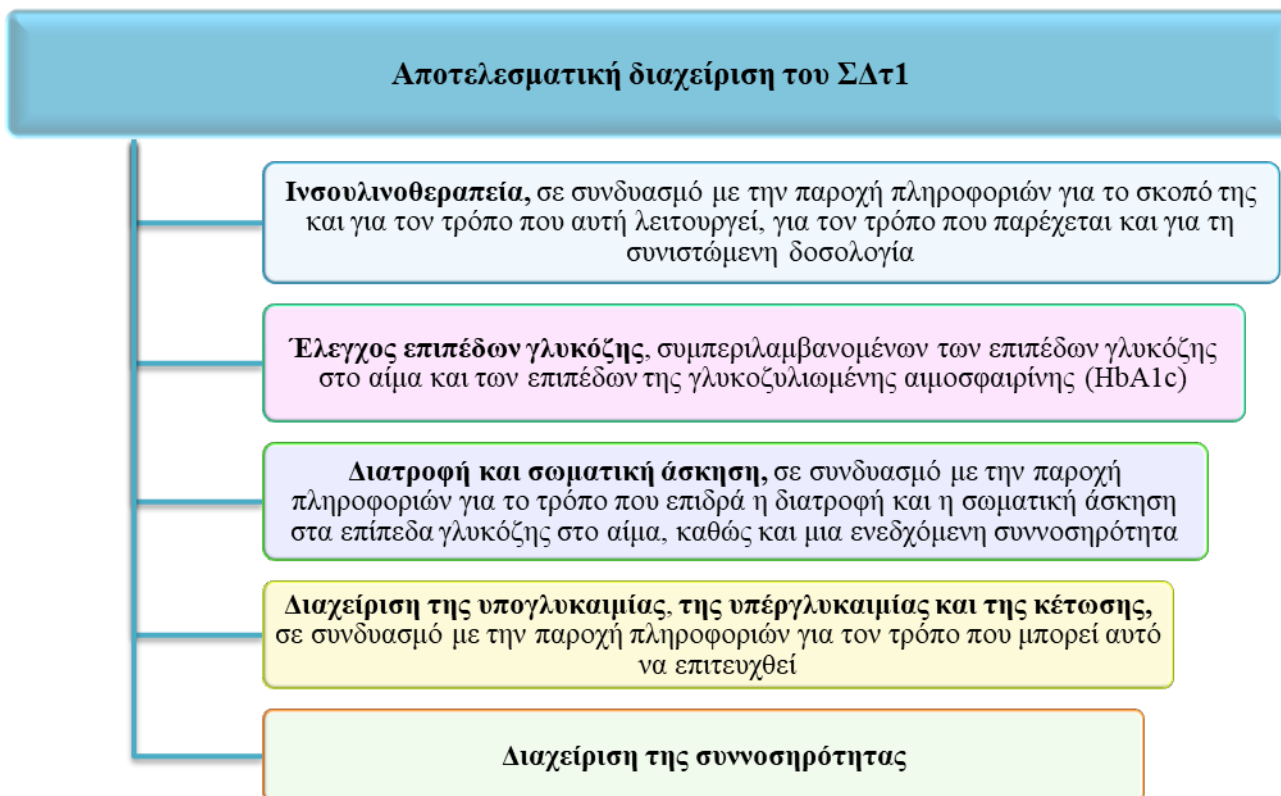 Αποτελεσματική διαχείριση του ΣΔτ1
Ινσουλινοθεραπεία, σε συνδυασμό με την παροχή πληροφοριών για το σκοπό της
και για τον τρόπο που αυτή λειτουργεί, για τον τρόπο που παρέχεται και για τη
συνιστώμενη δοσολογία
Έλεγχος επιπέδων γλυκόζης, συμπεριλαμβανομένων των επιπέδων γλυκόζης
στο αίμα και των επιπέδων της γλυκοζυλιωμένης αιμοσφαιρίνης (HbA1c)
Διατροφή και σωματική άσκηση, σε συνδυασμό με την παροχή
πληροφοριών για το τρόπο που επιδρά η διατροφή και η σωματική άσκηση
στα επίπεδα γλυκόζης στο αίμα, καθώς και μια ενεδχόμενη συννοσηρότητα
Διαχείριση της υπογλυκαιμίας, της υπέργλυκαιμίας και της κέτωσης,
σε συνδυασμό με την παροχή πληροφοριών για τον τρόπο που μπορεί αυτό
να επιτευχθεί
Διαχείριση της συννοσηρότητας